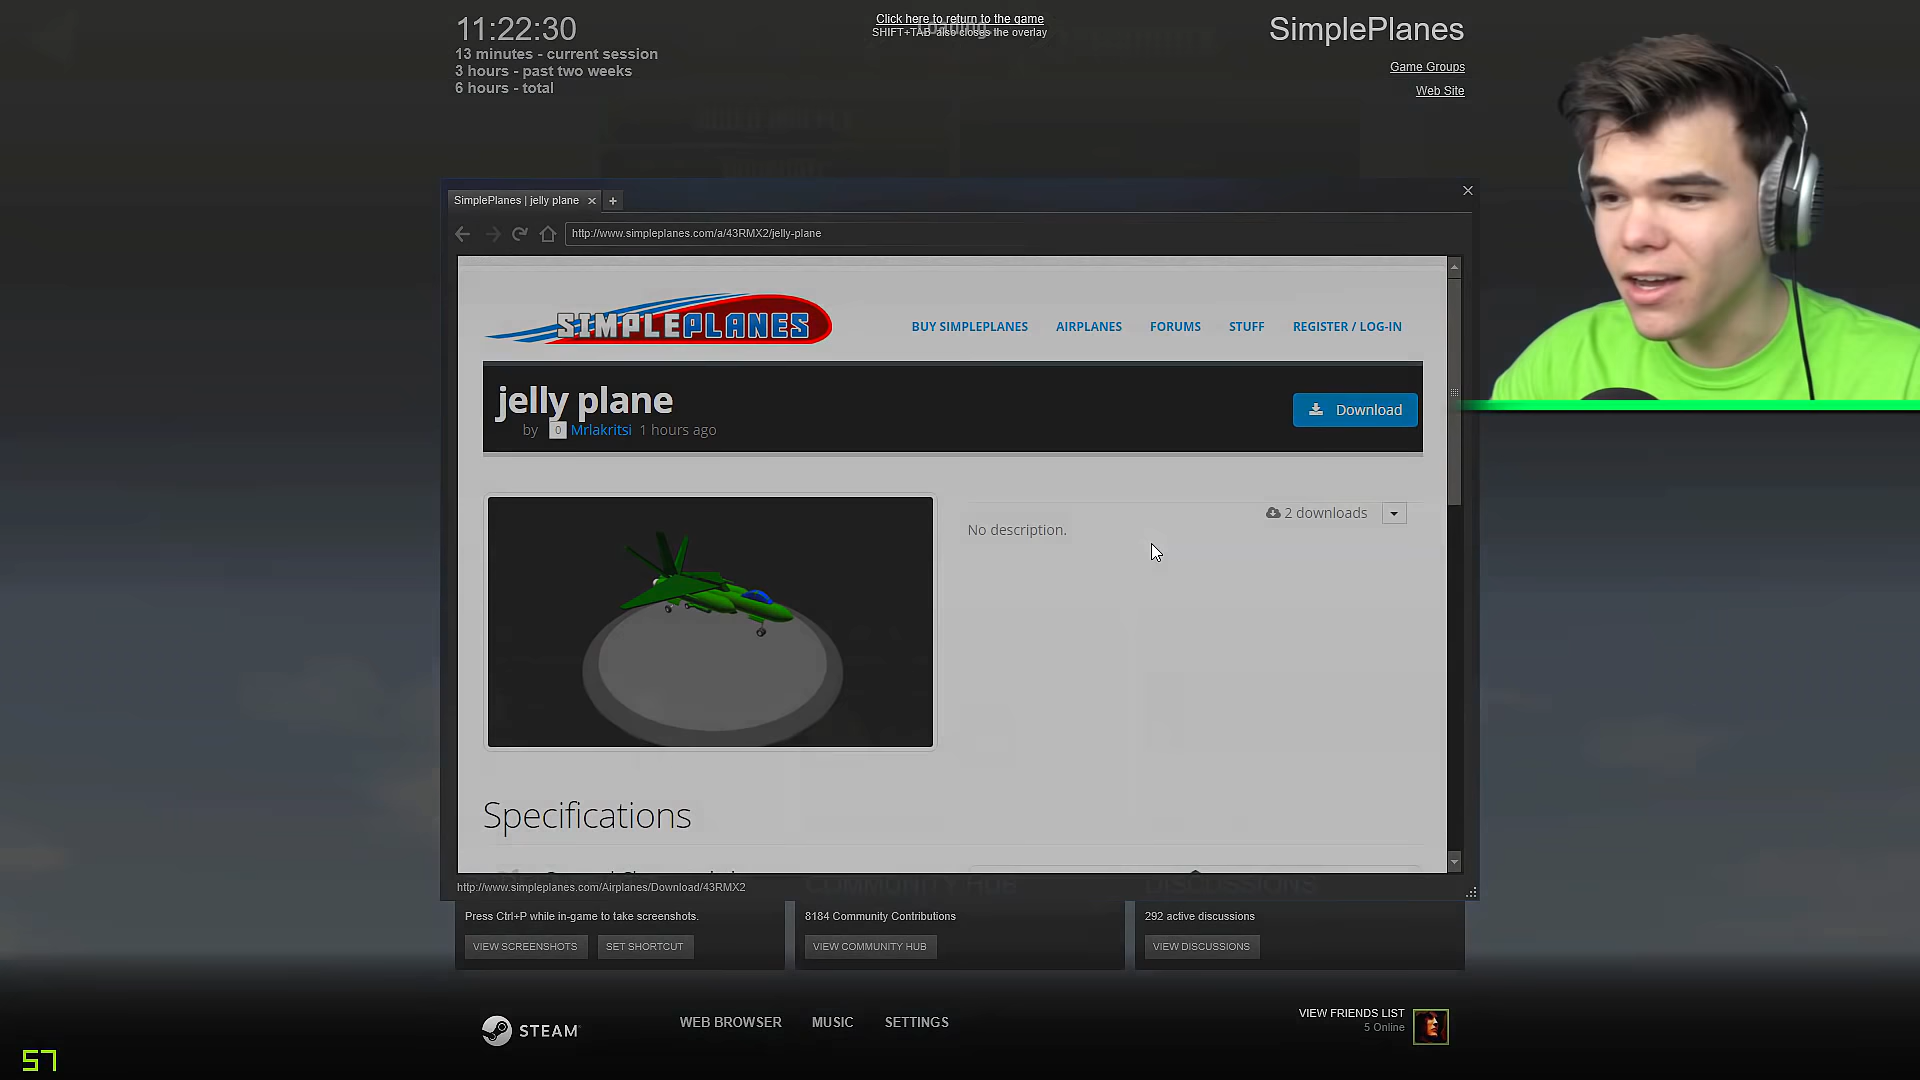 11:22:30
13 minutes - current session
3 hours - past two weeks
6 hours - total
Click here to return to the game
SHIFT+TAB also closes the overlay
SimplePlanes
Game Groups
Web Site
SimplePlanes | jelly plane
http://www.simpleplanes.com/a/43RMX2/jelly-plane
SIMPLEPLANES
BUY SIMPLEPLANES AIRPLANES FORUMS STUFF REGISTER / LOG-IN
jelly plane
by 0 Mrlakritsi 1 hours ago
Download
2 downloads
No description.
Specifications
http://www.simpleplanes.com/Airplanes/Download/43RMX2
COMMUNITY HUB
DISCUSSIONS
Press Ctrl+P while in-game to take screenshots.
VIEW SCREENSHOTS SET SHORTCUT
8184 Community Contributions
VIEW COMMUNITY HUB
292 active discussions
VIEW DISCUSSIONS
STEAM
WEB BROWSER MUSIC SETTINGS
VIEW FRIENDS LIST
5 Online
57